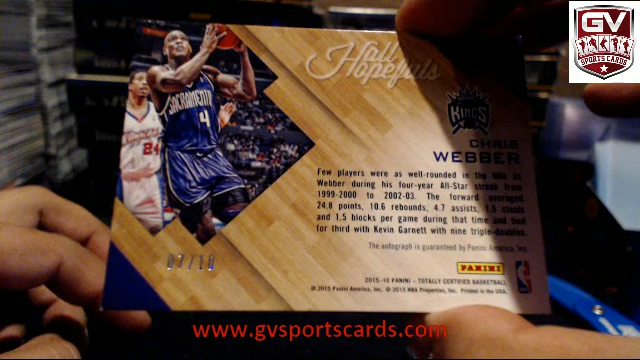 GV
SPORTS CARDS
Hall
Hopefuls
KINGS
CHRIS
WEBBER
SACRAMENTO
4
24
Few players were as well-rounded in the NBA as
Webber during his four-year All-Star streak from
1999-2000 to 2002-03. The forward averaged
24.8 points, 10.6 rebounds, 4.7 assists, 1.5 steals
and 1.5 blocks per game during that time and tied
for third with Kevin Garnett with nine triple-doubles.
The autograph is guaranteed by Panini America, Inc.
07/10
PANINI
2015-16 PANINI - TOTALLY CERTIFIED BASKETBALL
© 2015 Panini America, Inc. © 2015 NBA Properties, Inc. Printed in the USA.
www.gvsportscards.com